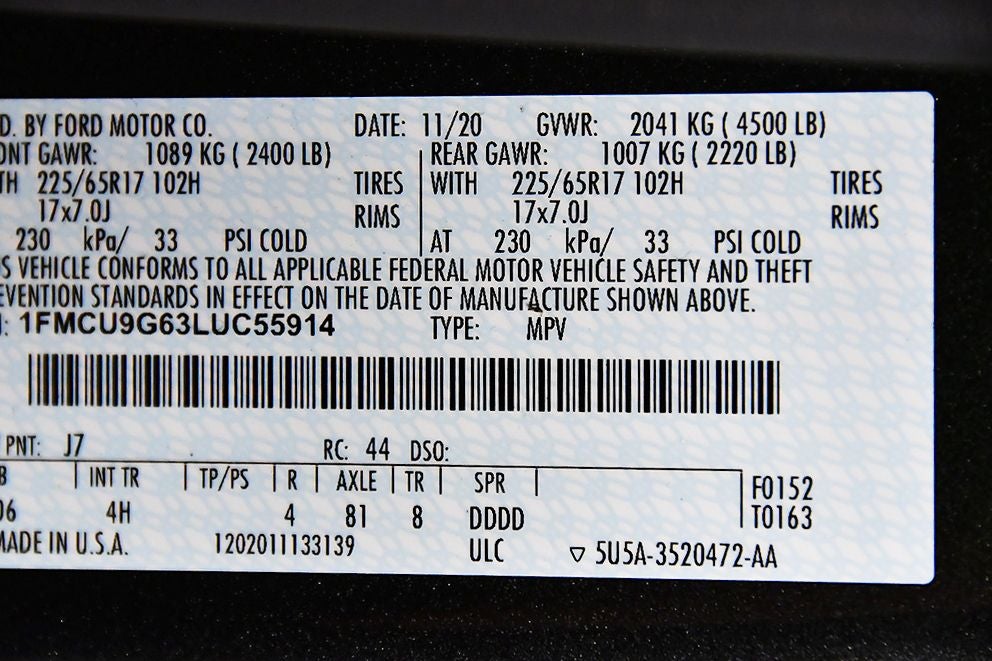 D. BY FORD MOTOR CO. DATE: 11/20 GVWR: 2041 KG ( 4500 LB)
ONT GAWR: 1089 KG ( 2400 LB) REAR GAWR: 1007 KG ( 2220 LB)
TH 225/65R17 102H TIRES WITH 225/65R17 102H TIRES
17x7.0J RIMS 17x7.0J RIMS
230 kPa/ 33 PSI COLD AT 230 kPa/ 33 PSI COLD
S VEHICLE CONFORMS TO ALL APPLICABLE FEDERAL MOTOR VEHICLE SAFETY AND THEFT
EVENTION STANDARDS IN EFFECT ON THE DATE OF MANUFACTURE SHOWN ABOVE.
: 1FMCU9G63LUC55914 TYPE: MPV
PNT: J7 RC: 44 DSO:
B INT TR TP/PS R AXLE TR SPR F0152
06 4H 4 81 8 DDDD T0163
MADE IN U.S.A. 1202011133139 ULC ▽ 5U5A-3520472-AA